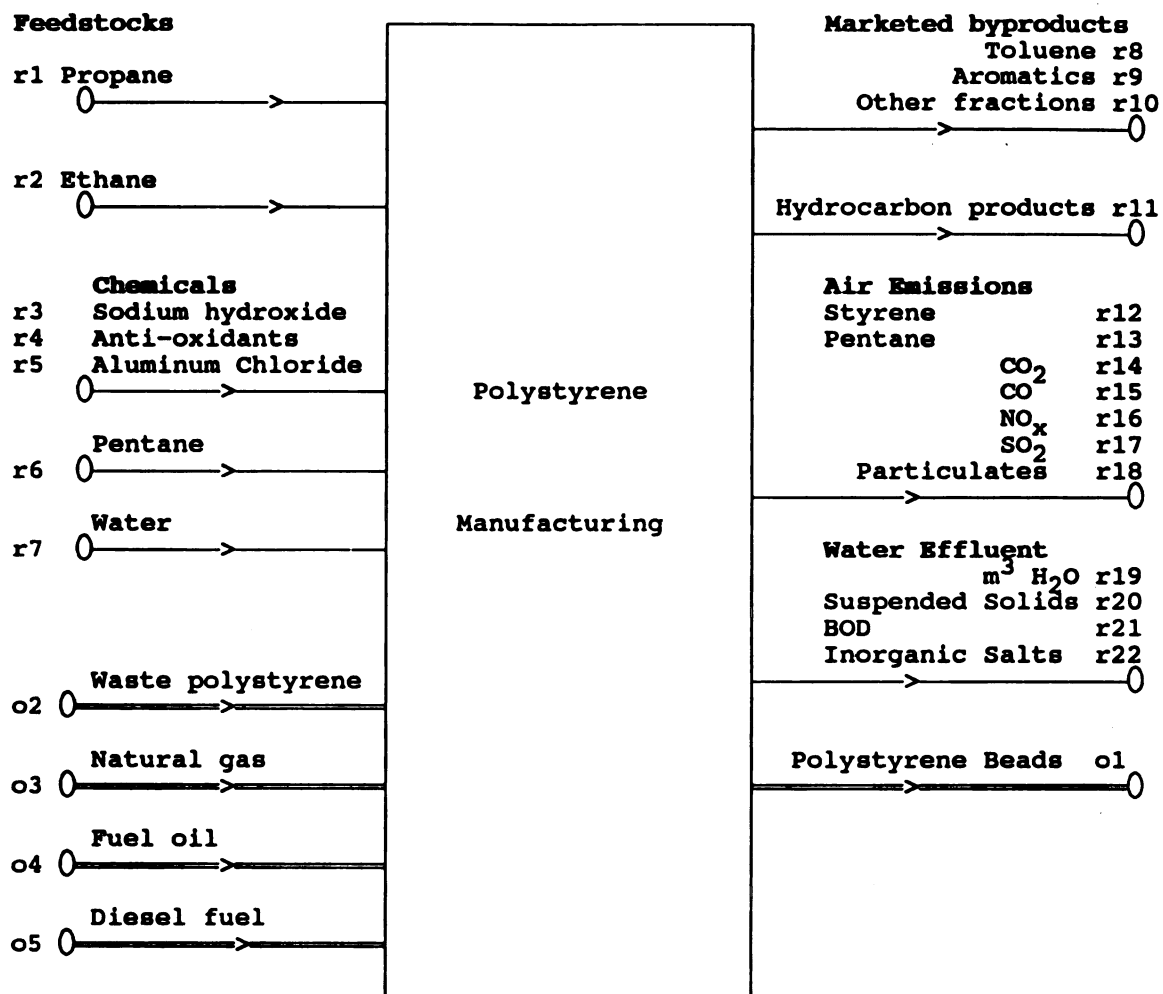 Feedstocks
r1 Propane
r2 Ethane
Chemicals
r3 Sodium hydroxide
r4 Anti-oxidants
r5 Aluminum Chloride
Pentane
r6
Water
r7
Waste polystyrene
o2
Natural gas
o3
Fuel oil
o4
Diesel fuel
o5
Polystyrene
Manufacturing
Marketed byproducts
Toluene r8
Aromatics r9
Other fractions r10
Hydrocarbon products r11
Air Emissions
Styrene r12
Pentane r13
CO₂ r14
CO r15
NOₓ r16
SO₂ r17
Particulates r18
Water Effluent
m³ H₂O r19
Suspended Solids r20
BOD r21
Inorganic Salts r22
Polystyrene Beads o1